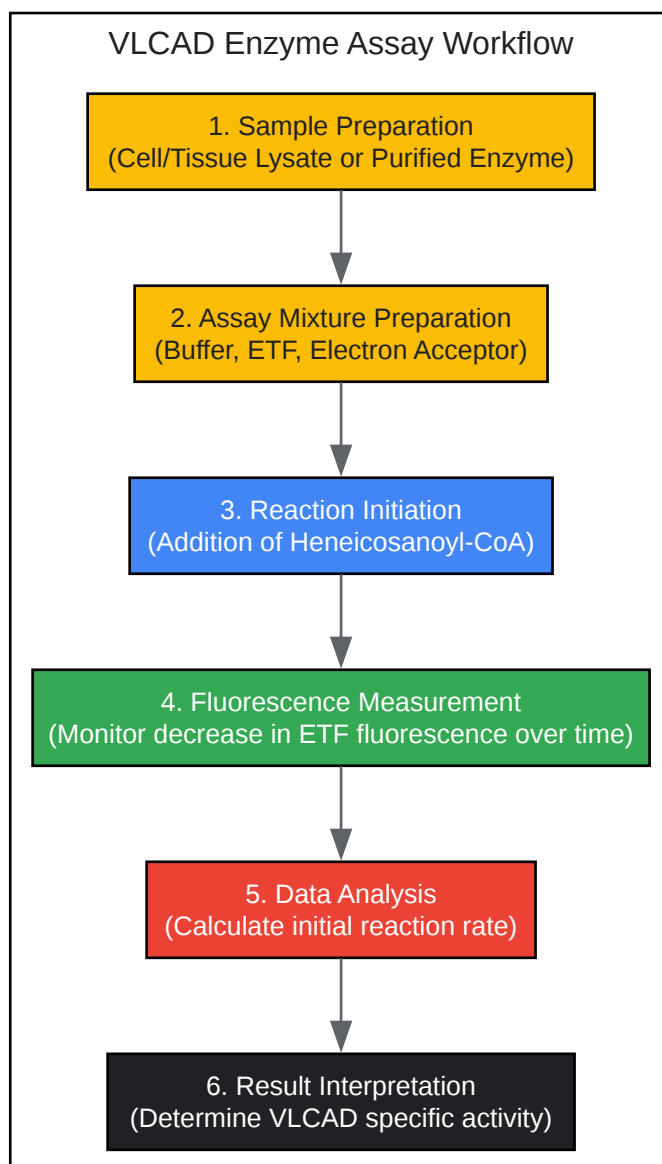 VLCAD Enzyme Assay Workflow
1. Sample Preparation
(Cell/Tissue Lysate or Purified Enzyme)
2. Assay Mixture Preparation
(Buffer, ETF, Electron Acceptor)
3. Reaction Initiation
(Addition of Heneicosanoyl-CoA)
4. Fluorescence Measurement
(Monitor decrease in ETF fluorescence over time)
5. Data Analysis
(Calculate initial reaction rate)
6. Result Interpretation
(Determine VLCAD specific activity)